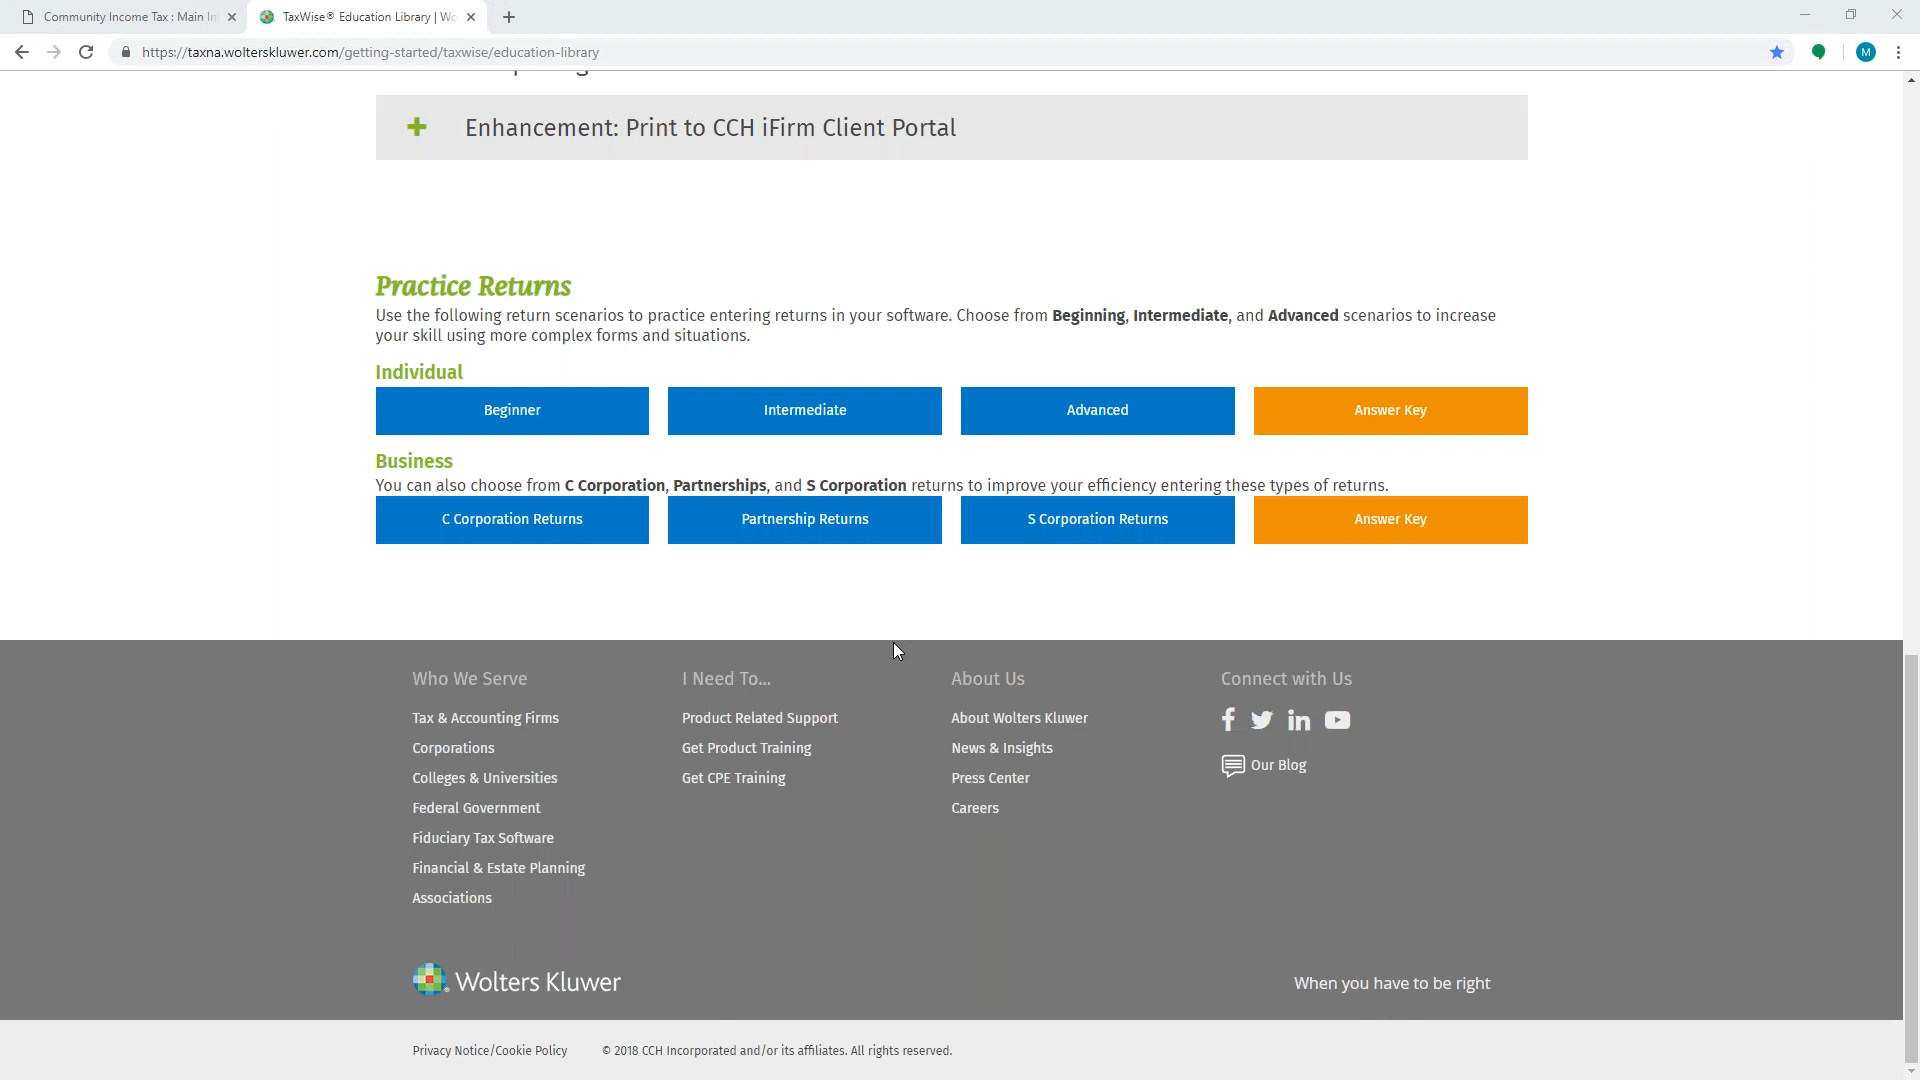 Community Income Tax : Main In
TaxWise® Education Library | Wo
https://taxna.wolterskluwer.com/getting-started/taxwise/education-library
M
Enhancement: Print to CCH iFirm Client Portal
Practice Returns
Use the following return scenarios to practice entering returns in your software. Choose from Beginning, Intermediate, and Advanced scenarios to increase
your skill using more complex forms and situations.
Individual
Beginner
Intermediate
Advanced
Answer Key
Business
You can also choose from C Corporation, Partnerships, and S Corporation returns to improve your efficiency entering these types of returns.
C Corporation Returns
Partnership Returns
S Corporation Returns
Answer Key
Who We Serve
Tax & Accounting Firms
Corporations
Colleges & Universities
Federal Government
Fiduciary Tax Software
Financial & Estate Planning
Associations
I Need To...
Product Related Support
Get Product Training
Get CPE Training
About Us
About Wolters Kluwer
News & Insights
Press Center
Careers
Connect with Us
Our Blog
Wolters Kluwer
When you have to be right
Privacy Notice/Cookie Policy
© 2018 CCH Incorporated and/or its affiliates. All rights reserved.